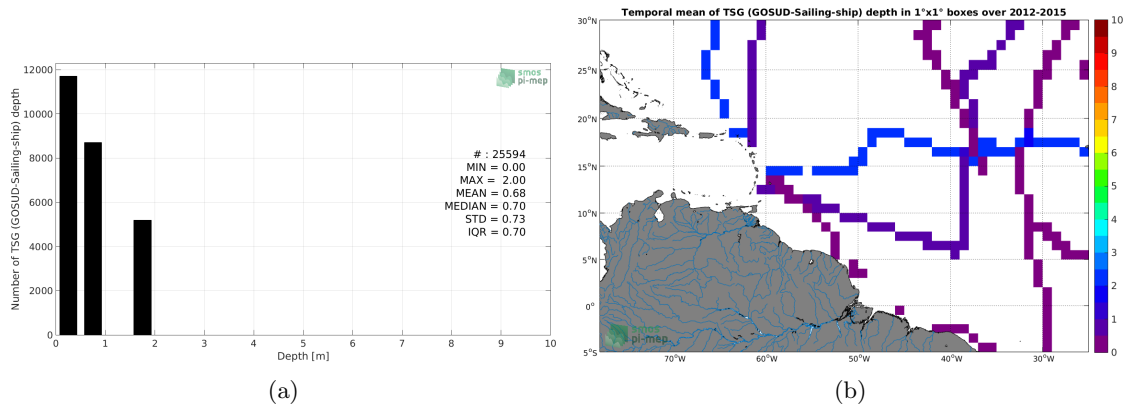 Number of TSG (GOSUD-Sailing-ship) depth
12000
10000
8000
6000
4000
2000
0
smos
pi-mep
# : 25594
MIN = 0.00
MAX = 2.00
MEAN = 0.68
MEDIAN = 0.70
STD = 0.73
IQR = 0.70
0 1 2 3 4 5 6 7 8 9 10
Depth [m]
(a)
Temporal mean of TSG (GOSUD-Sailing-ship) depth in 1°x1° boxes over 2012-2015
30°N
25°N
20°N
15°N
10°N
5°N
0°
5°S
70°W 60°W 50°W 40°W 30°W
smos
pi-mep
10
9
8
7
6
5
4
3
2
1
0
(b)